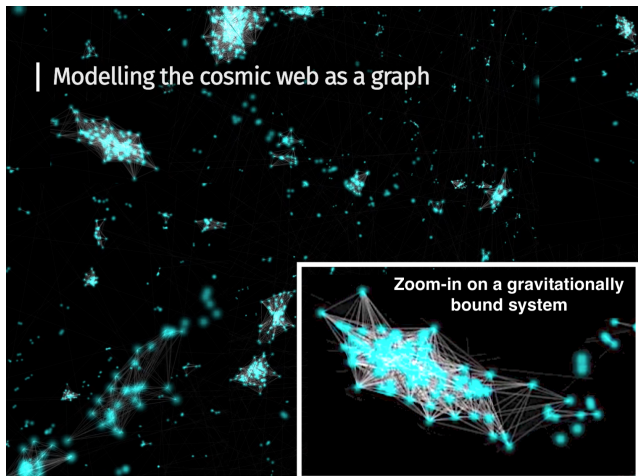 Modelling the cosmic web as a graph
Zoom-in on a gravitationally
bound system